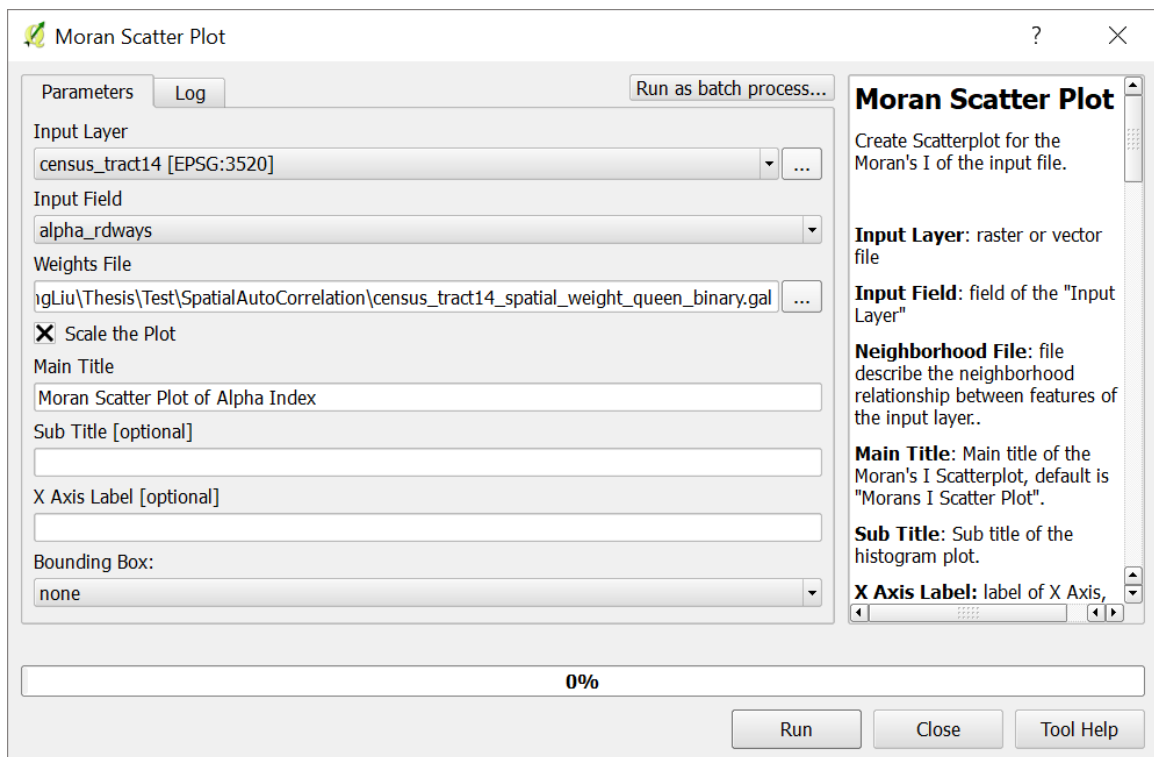 Moran Scatter Plot
?
Parameters
Log
Run as batch process...
Input Layer
census_tract14 [EPSG:3520]
...
Input Field
alpha_rdways
Weights File
ngLiu\Thesis\Test\SpatialAutoCorrelation\census_tract14_spatial_weight_queen_binary.gal
...
Scale the Plot
Main Title
Moran Scatter Plot of Alpha Index
Sub Title [optional]
X Axis Label [optional]
Bounding Box:
none
Moran Scatter Plot
Create Scatterplot for the
Moran's I of the input file.
Input Layer: raster or vector
file
Input Field: field of the "Input
Layer"
Neighborhood File: file
describe the neighborhood
relationship between features of
the input layer..
Main Title: Main title of the
Moran's I Scatterplot, default is
"Morans I Scatter Plot".
Sub Title: Sub title of the
histogram plot.
X Axis Label: label of X Axis,
0%
Run
Close
Tool Help